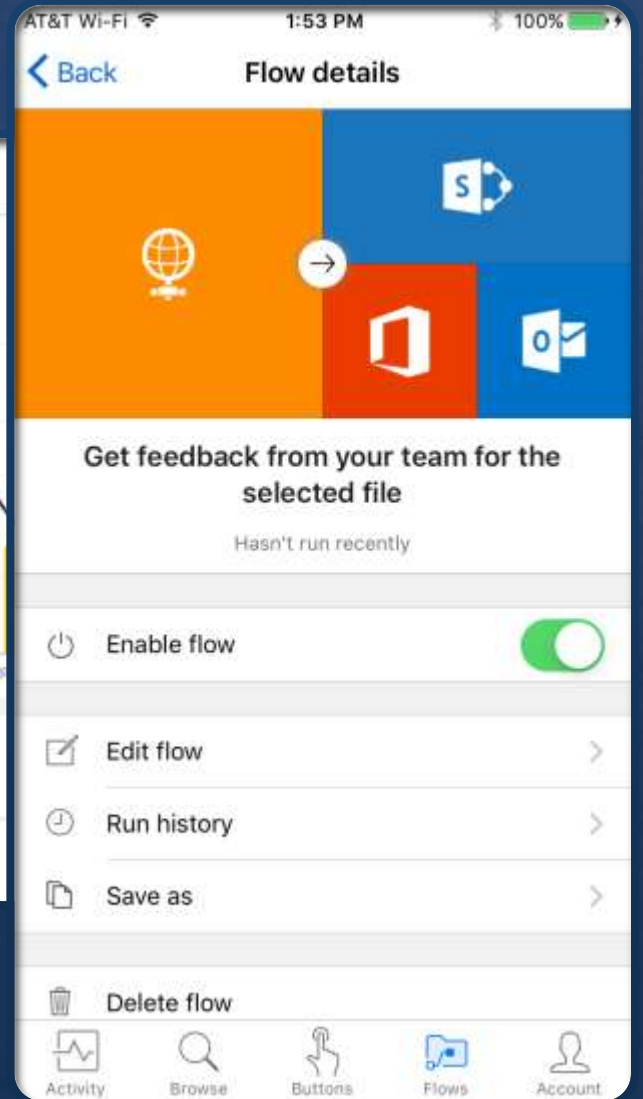 AT&T Wi-Fi 1:53 PM 100%
Back Flow details
S
O
Get feedback from your team for the
selected file
Hasn't run recently
Enable flow
Edit flow
Run history
Save as
Delete flow
Activity Browse Buttons Flows Account